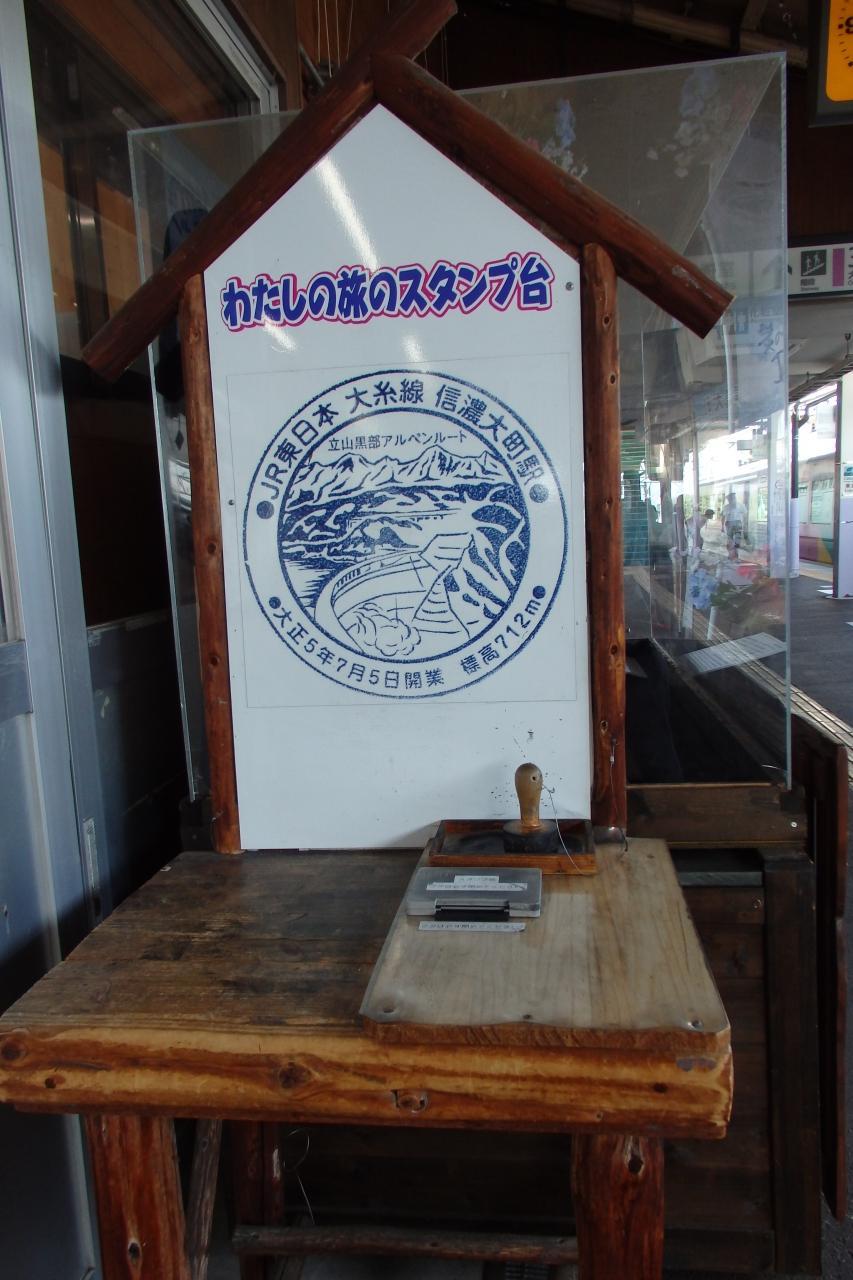 わたしの旅のスタンプ台
JR東日本 大糸線 信濃大町駅
立山黒部アルペンルート
大正5年7月5日開業 標高712m